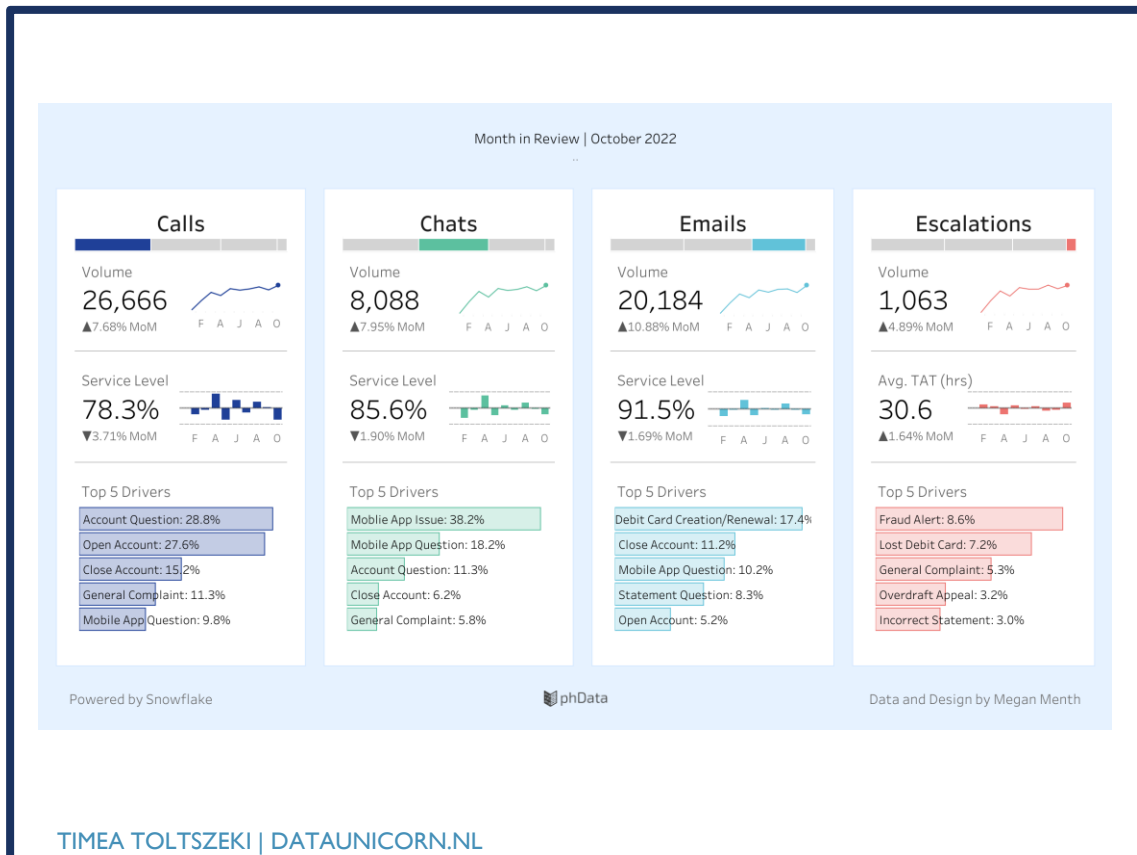 Month in Review | October 2022
Calls
Volume
26,666
▲7.68% MoM
F A J A O
Service Level
78.3%
▼3.71% MoM
F A J A O
Top 5 Drivers
Account Question: 28.8%
Open Account: 27.6%
Close Account: 15.2%
General Complaint: 11.3%
Mobile App Question: 9.8%
Chats
Volume
8,088
▲7.95% MoM
F A J A O
Service Level
85.6%
▼1.90% MoM
F A J A O
Top 5 Drivers
Moblie App Issue: 38.2%
Mobile App Question: 18.2%
Account Question: 11.3%
Close Account: 6.2%
General Complaint: 5.8%
Emails
Volume
20,184
▲10.88% MoM
F A J A O
Service Level
91.5%
▼1.69% MoM
F A J A O
Top 5 Drivers
Debit Card Creation/Renewal: 17.4%
Close Account: 11.2%
Mobile App Question: 10.2%
Statement Question: 8.3%
Open Account: 5.2%
Escalations
Volume
1,063
▲4.89% MoM
F A J A O
Avg. TAT (hrs)
30.6
▲1.64% MoM
F A J A O
Top 5 Drivers
Fraud Alert: 8.6%
Lost Debit Card: 7.2%
General Complaint: 5.3%
Overdraft Appeal: 3.2%
Incorrect Statement: 3.0%
Powered by Snowflake
phData
Data and Design by Megan Menth
TIMEA TOLTSZEKI | DATAUNICORN.NL